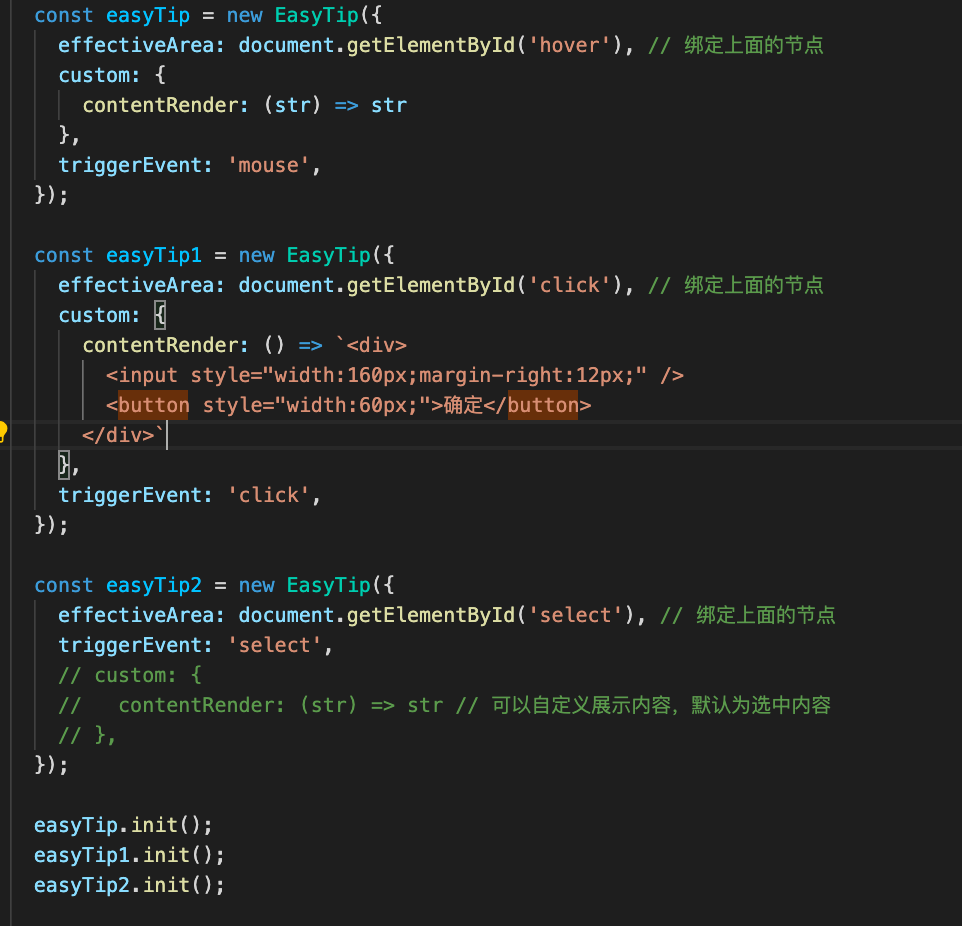 const easyTip = new EasyTip({
effectiveArea: document.getElementById('hover'), // 绑定上面的节点
custom: {
contentRender: (str) => str
},
triggerEvent: 'mouse',
});
const easyTip1 = new EasyTip({
effectiveArea: document.getElementById('click'), // 绑定上面的节点
custom: {
contentRender: () => `<div>
<input style="width:160px;margin-right:12px;" />
<button style="width:60px;">确定</button>
</div>`
},
triggerEvent: 'click',
});
const easyTip2 = new EasyTip({
effectiveArea: document.getElementById('select'), // 绑定上面的节点
triggerEvent: 'select',
// custom: {
//   contentRender: (str) => str // 可以自定义展示内容，默认为选中内容
// },
});
easyTip.init();
easyTip1.init();
easyTip2.init();